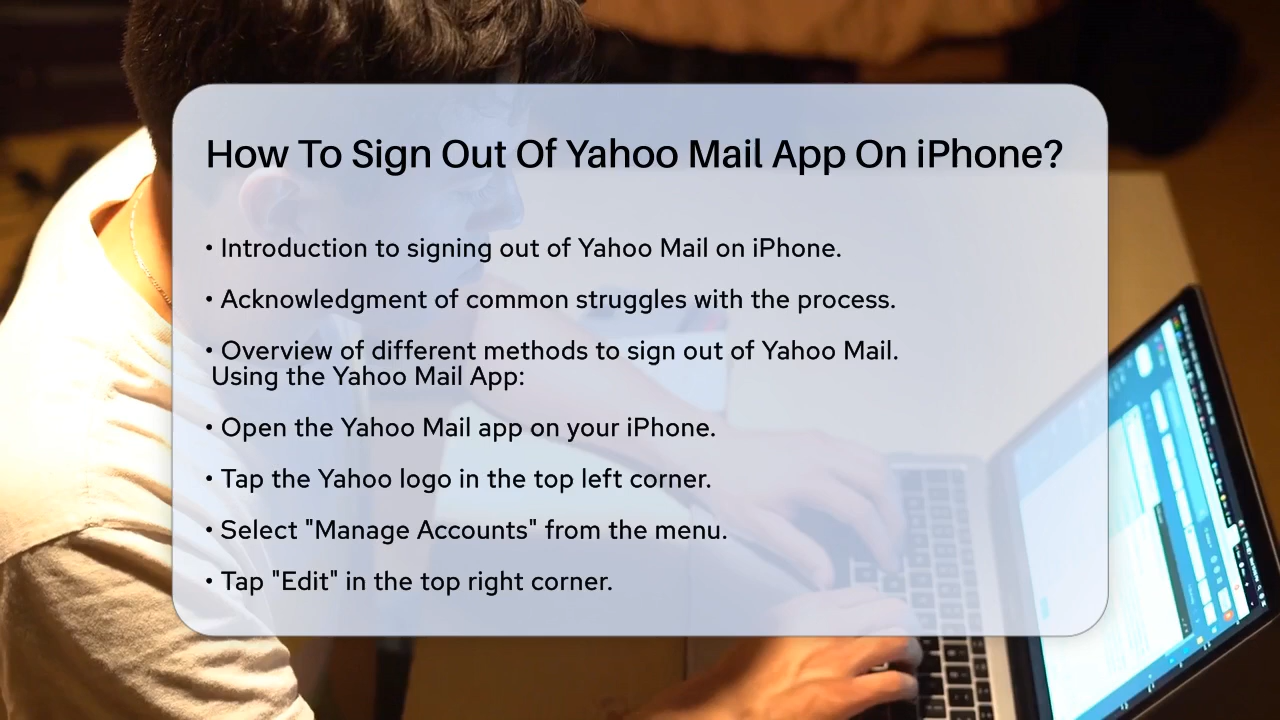 How To Sign Out Of Yahoo Mail App On iPhone?
• Introduction to signing out of Yahoo Mail on iPhone.
• Acknowledgment of common struggles with the process.
• Overview of different methods to sign out of Yahoo Mail.
Using the Yahoo Mail App:
• Open the Yahoo Mail app on your iPhone.
• Tap the Yahoo logo in the top left corner.
• Select "Manage Accounts" from the menu.
• Tap "Edit" in the top right corner.